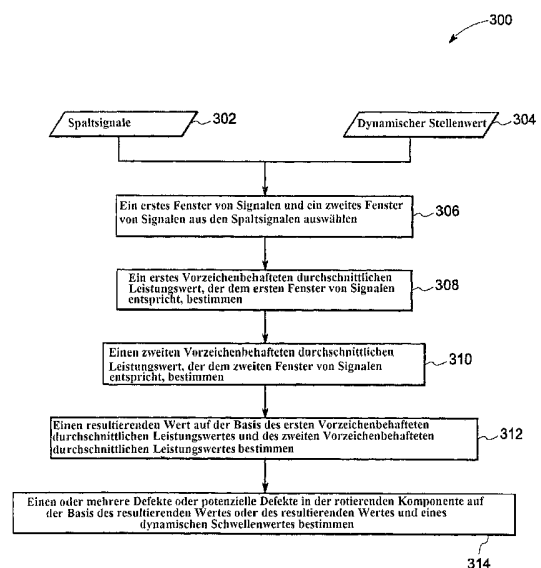 300
Spaltsignale
302
Dynamischer Stellenwert
304
Ein erstes Fenster von Signalen und ein zweites Fenster
von Signalen aus den Spaltsignalen auswählen
306
Ein erstes Vorzeichenbehafteten durchschnittlichen
Leistungswert, der dem ersten Fenster von Signalen
entspricht, bestimmen
308
Einen zweiten Vorzeichenbehafteten durchschnittlichen
Leistungswert, der dem zweiten Fenster von Signalen
entspricht, bestimmen
310
Einen resultierenden Wert auf der Basis des ersten Vorzeichenbehafteten
durchschnittlichen Leistungswertes und des zweiten Vorzeichenbehafteten
durchschnittlichen Leistungswertes bestimmen
312
Einen oder mehrere Defekte oder potenzielle Defekte in der rotierenden Komponente auf
der Basis des resultierenden Wertes oder des resultierenden Wertes und eines
dynamischen Schwellenwertes bestimmen
314